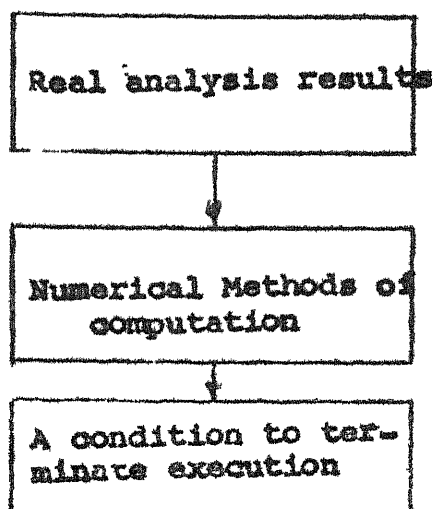 Real analysis results
Numerical Methods of
computation
A condition to ter-
minate execution